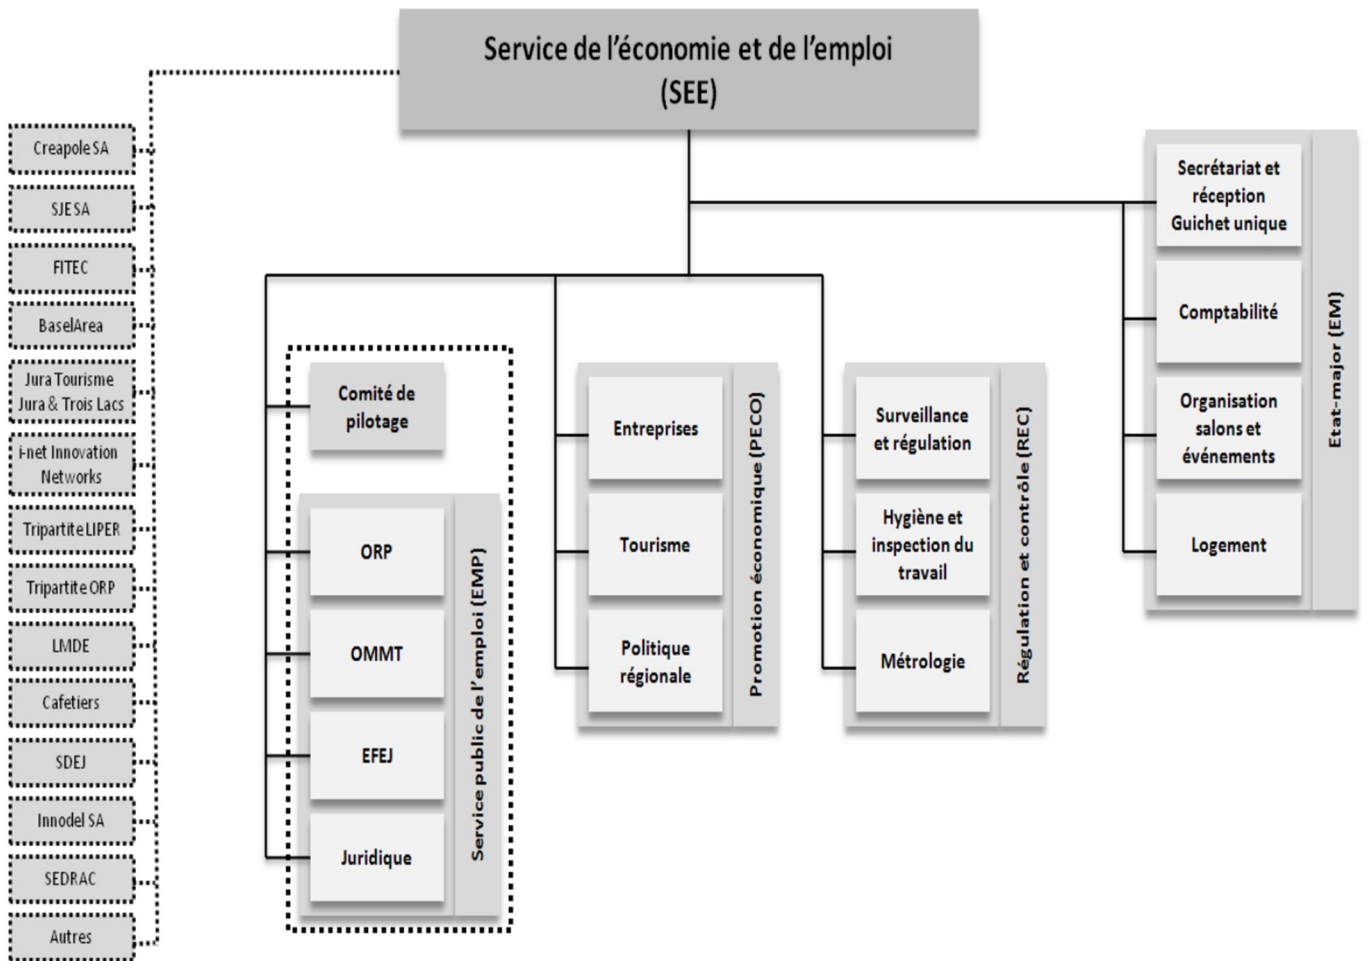 Service de l'économie et de l'emploi
(SEE)
Creapole SA
SJE SA
FITEC
BaselArea
Jura Tourisme
Jura & Trois Lacs
i-net Innovation
Networks
Tripartite LIPER
Tripartite ORP
LMDE
Cafetiers
SDEJ
Innodel SA
SEDRAC
Autres
Comité de
pilotage
ORP
OMMT
EFEJ
Juridique
Service public de l'emploi (EMP)
Entreprises
Tourisme
Politique
régionale
Promotion économique (PECO)
Surveillance
et régulation
Hygiène et
inspection du
travail
Métrologie
Régulation et contrôle (REC)
Secrétariat et
réception
Guichet unique
Comptabilité
Organisation
salons et
événements
Logement
Etat-major (EM)